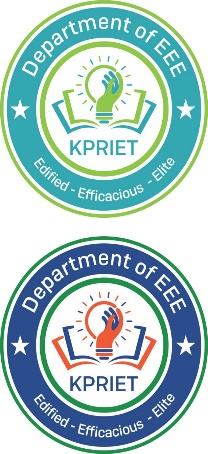 Department of EEE
KPRIET
Edified - Efficacious - Elite
Department of EEE
KPRIET
Edified - Efficacious - Elite